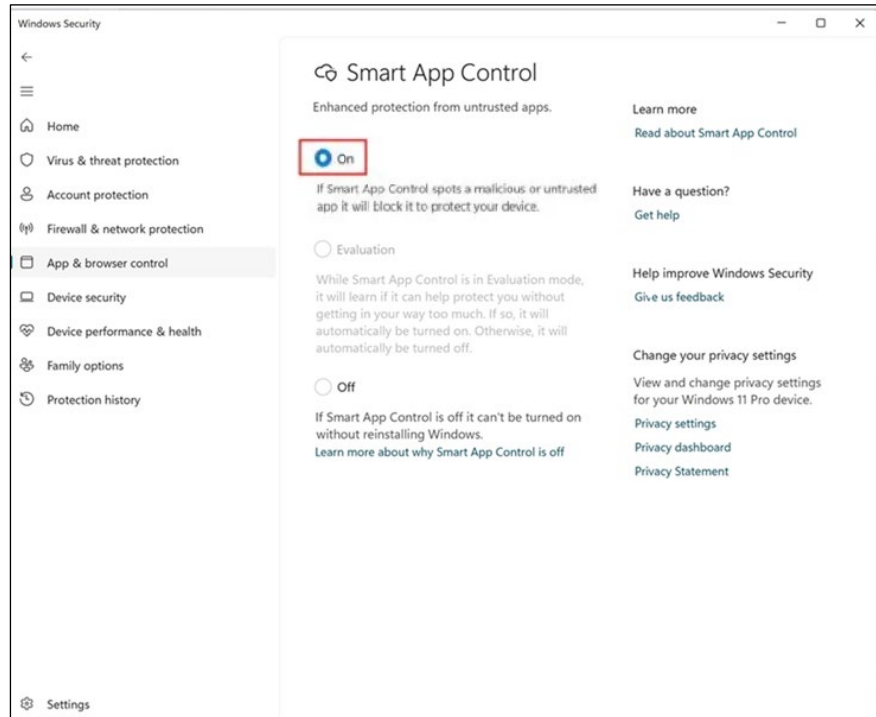 Windows Security
Home
Virus & threat protection
Account protection
Firewall & network protection
App & browser control
Device security
Device performance & health
Family options
Protection history
Settings
Smart App Control
Enhanced protection from untrusted apps.
On
If Smart App Control spots a malicious or untrusted
app it will block it to protect your device.
Evaluation
While Smart App Control is in Evaluation mode,
it will learn if it can help protect you without
getting in your way too much. If so, it will
automatically be turned on. Otherwise, it will
automatically be turned off.
Off
If Smart App Control is off it can't be turned on
without reinstalling Windows.
Learn more about why Smart App Control is off
Learn more
Read about Smart App Control
Have a question?
Get help
Help improve Windows Security
Give us feedback
Change your privacy settings
View and change privacy settings
for your Windows 11 Pro device.
Privacy settings
Privacy dashboard
Privacy Statement